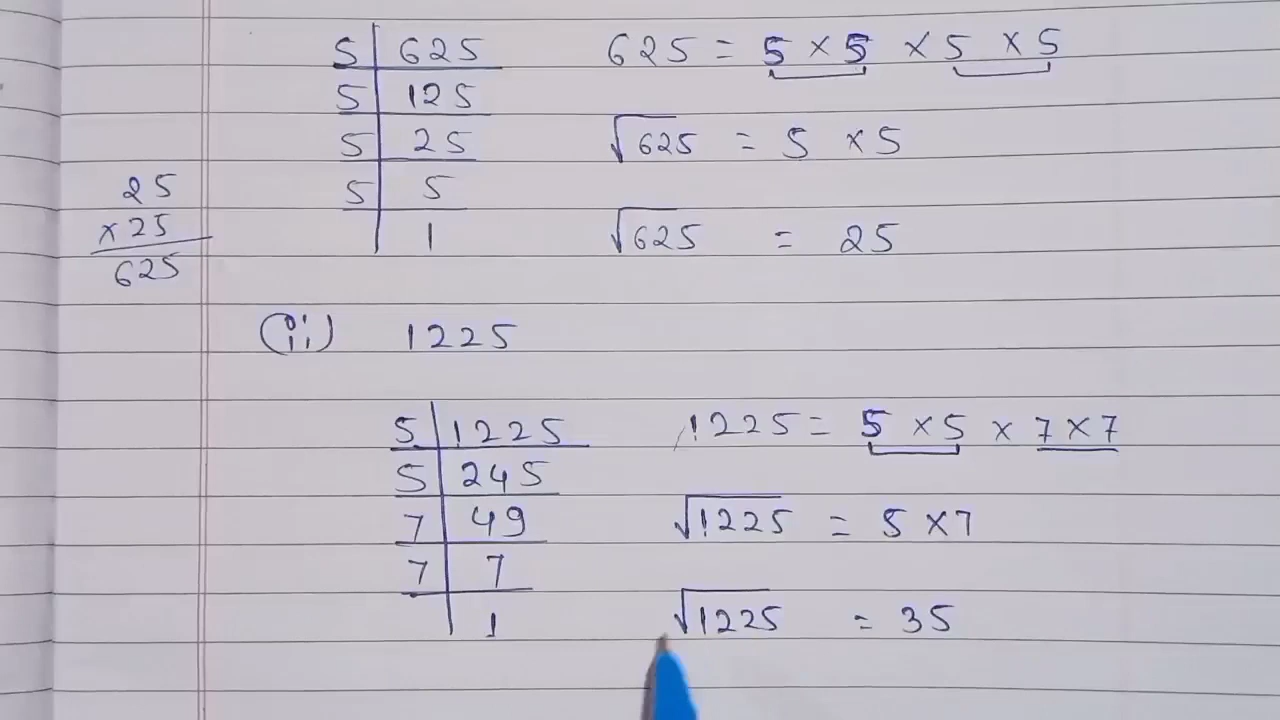 5 | 625    625 = 5 × 5 × 5 × 5
5 | 125
5 | 25    √625 = 5 × 5
5 | 5
1    √625 = 25
25
× 25
625
(ii) 1225
5 | 1225    1225 = 5 × 5 × 7 × 7
5 | 245
7 | 49    √1225 = 5 × 7
7 | 7
1    √1225 = 35